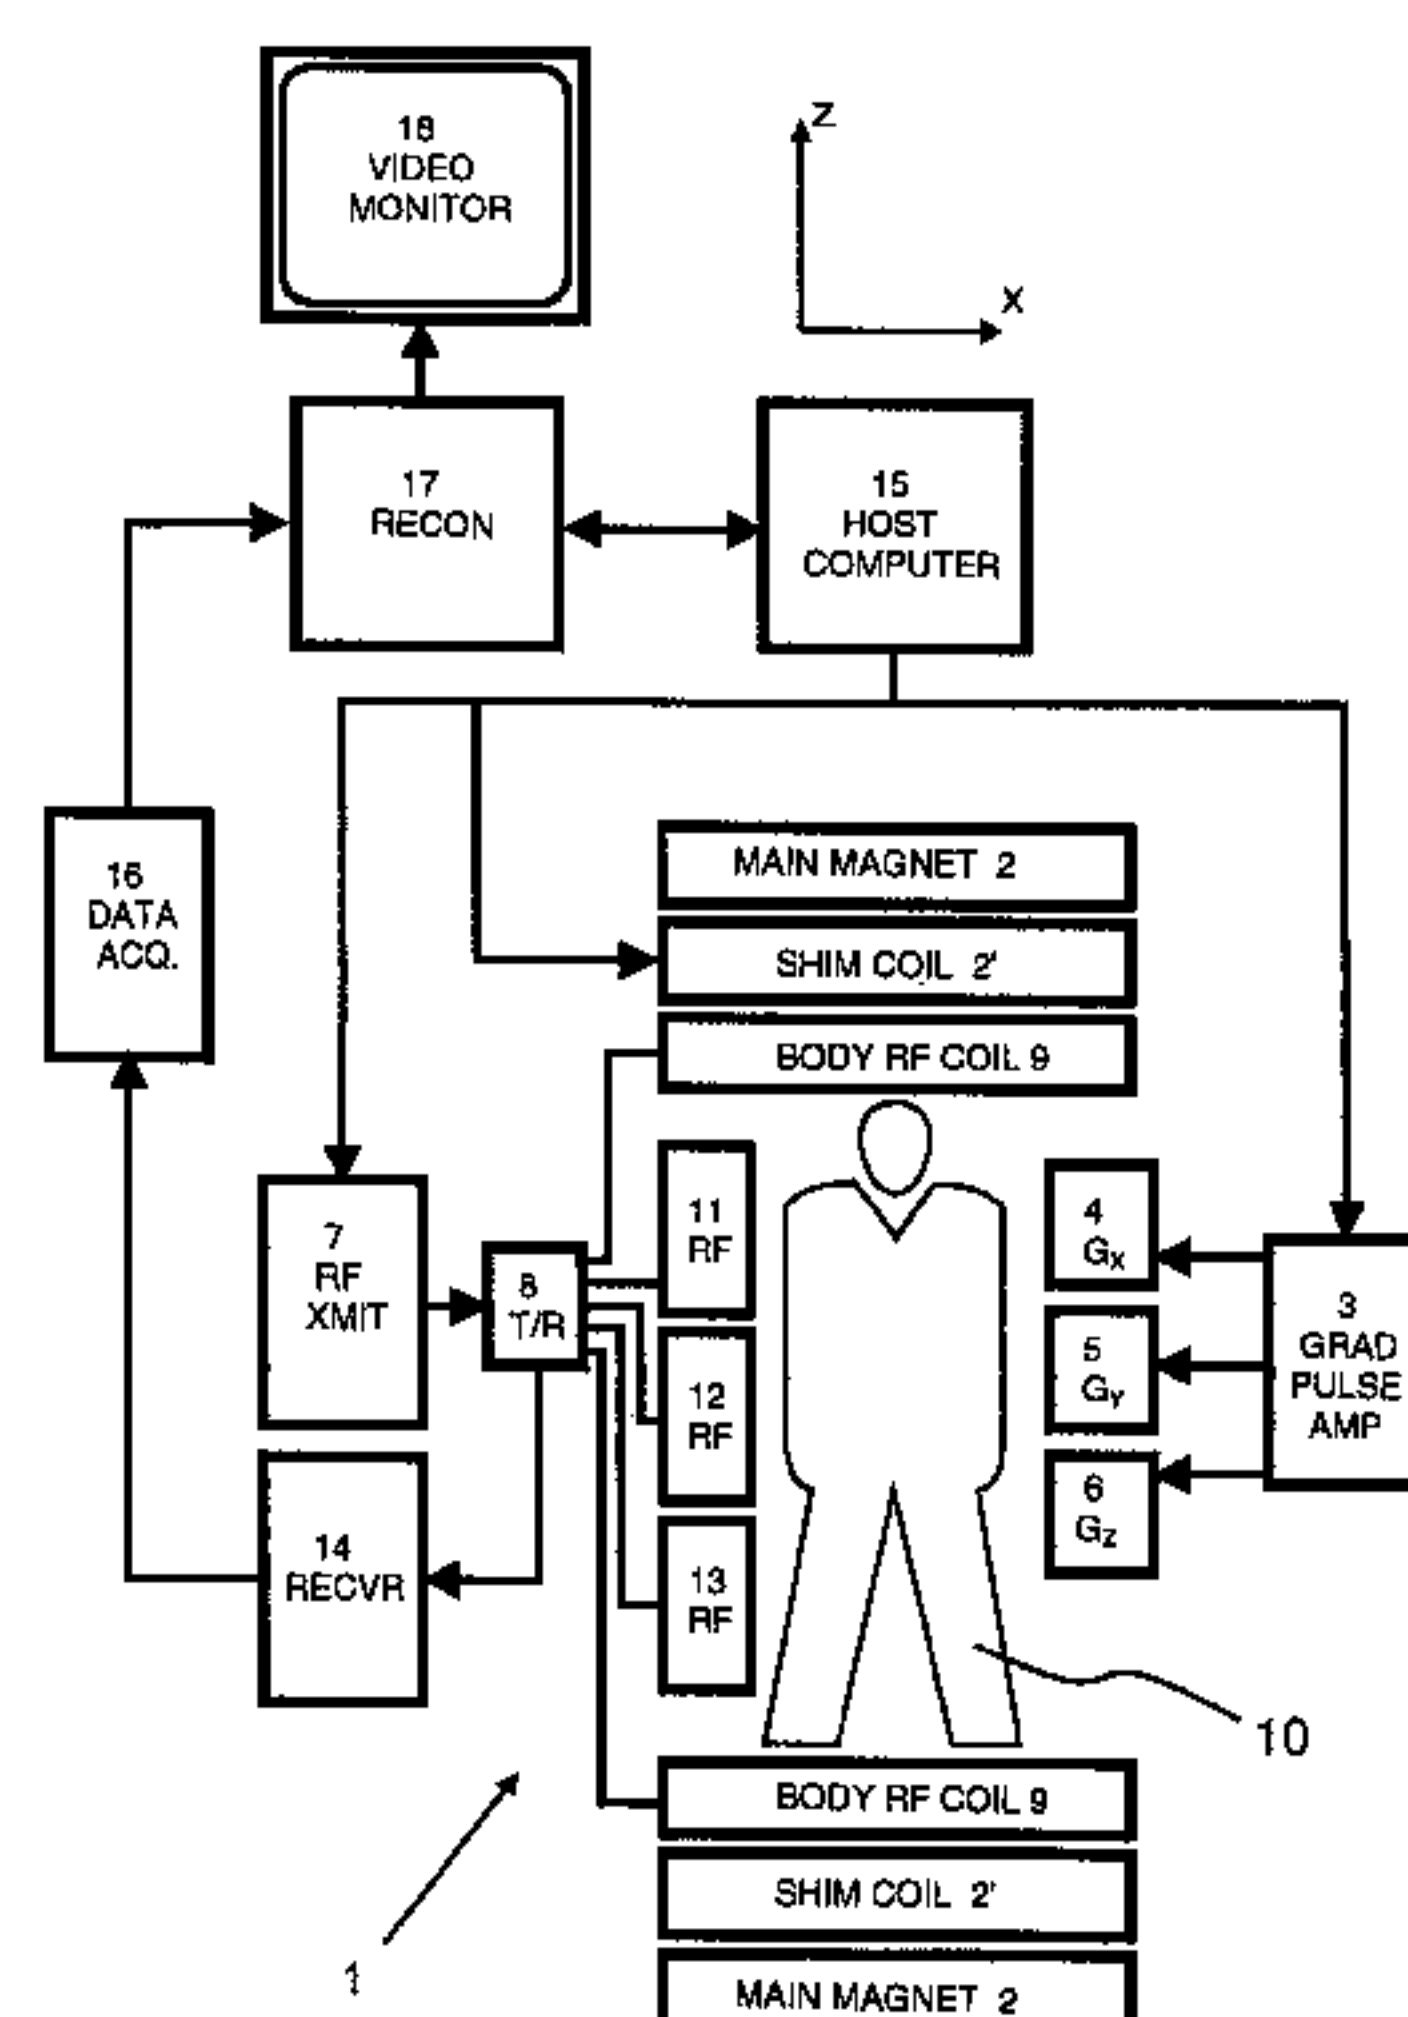 18
VIDEO
MONITOR
Z
X
17
RECON
15
HOST
COMPUTER
16
DATA
ACQ.
MAIN MAGNET 2
SHIM COIL 2'
BODY RF COIL 9
7
RF
XMIT
8
T/R
11
RF
12
RF
13
RF
4
Gx
5
GY
6
Gz
3
GRAD
PULSE
AMP
14
RECVR
10
BODY RF COIL 9
SHIM COIL 2'
MAIN MAGNET 2
1